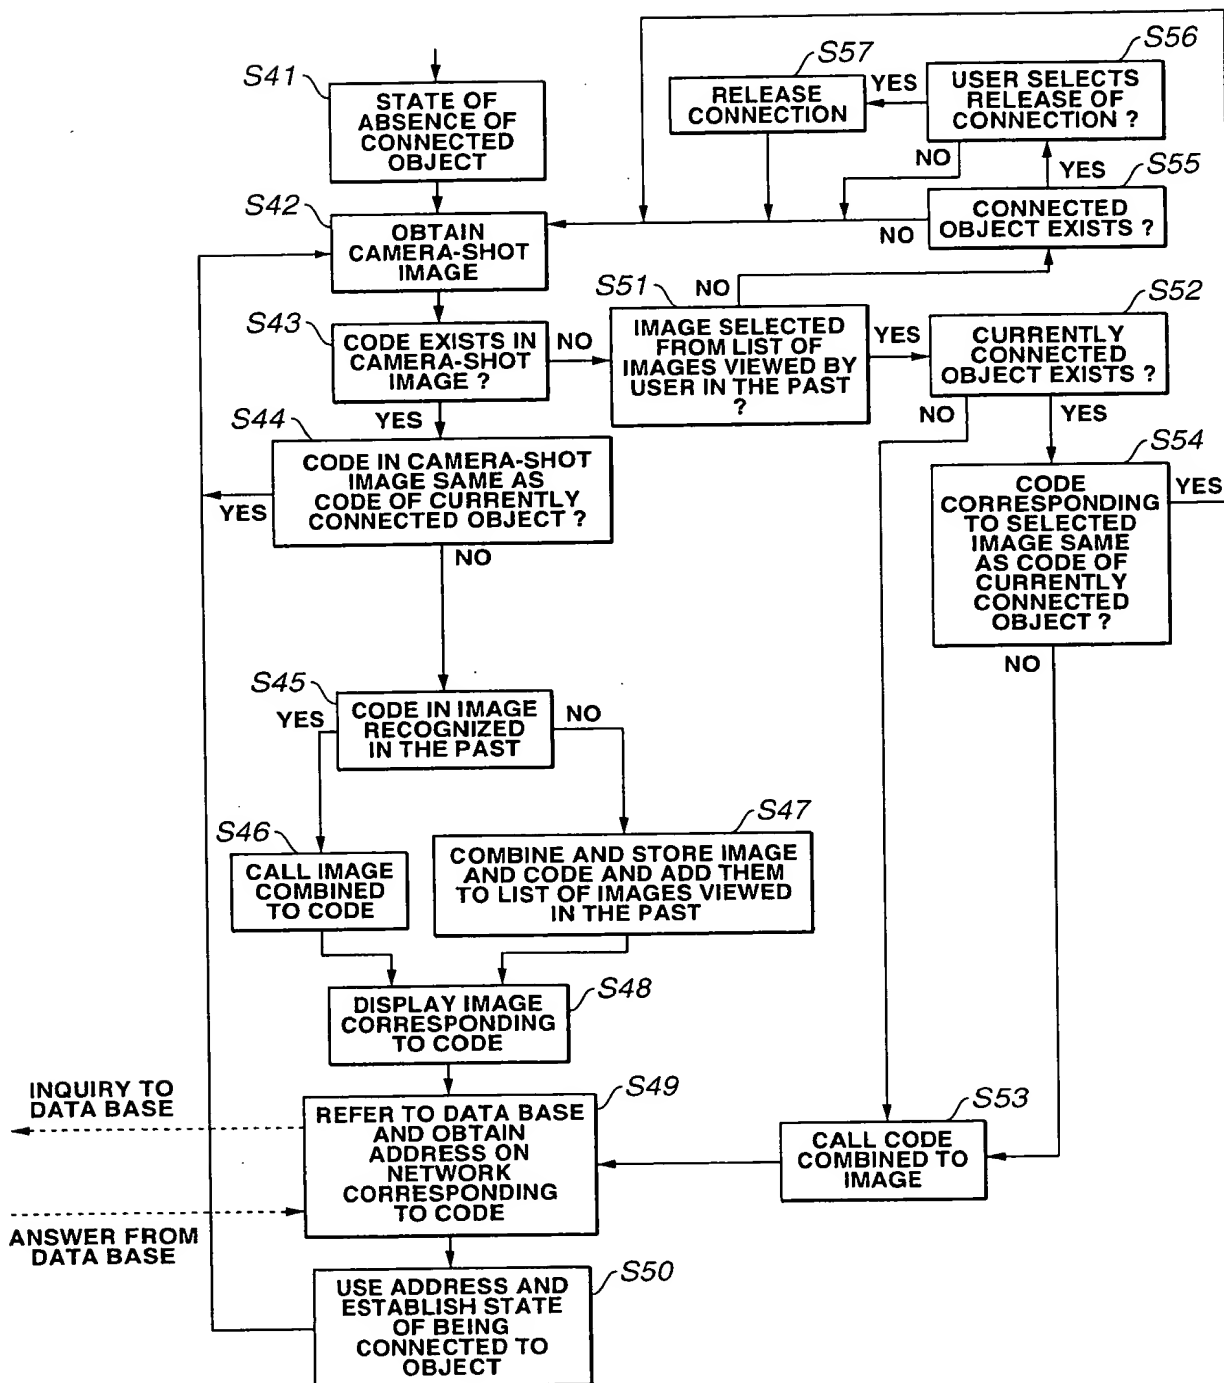 S41
STATE OF
ABSENCE OF
CONNECTED
OBJECT
S57
RELEASE
CONNECTION
YES
S56
USER SELECTS
RELEASE OF
CONNECTION ?
NO
YES
S55
CONNECTED
OBJECT EXISTS ?
NO
S42
OBTAIN
CAMERA-SHOT
IMAGE
S43
CODE EXISTS IN
CAMERA-SHOT
IMAGE ?
NO
YES
S51
NO
IMAGE SELECTED
FROM LIST OF
IMAGES VIEWED BY
USER IN THE PAST
?
YES
S52
CURRENTLY
CONNECTED
OBJECT EXISTS ?
NO
YES
S44
CODE IN CAMERA-SHOT
IMAGE SAME AS
CODE OF CURRENTLY
CONNECTED OBJECT ?
YES
NO
S54
CODE
CORRESPONDING
TO SELECTED
IMAGE SAME
AS CODE OF
CURRENTLY
CONNECTED
OBJECT ?
YES
NO
S45
YES
CODE IN IMAGE
RECOGNIZED
IN THE PAST
NO
S46
CALL IMAGE
COMBINED
TO CODE
S47
COMBINE AND STORE IMAGE
AND CODE AND ADD THEM
TO LIST OF IMAGES VIEWED
IN THE PAST
S48
DISPLAY IMAGE
CORRESPONDING
TO CODE
INQUIRY TO
DATA BASE
S49
REFER TO DATA BASE
AND OBTAIN
ADDRESS ON
NETWORK
CORRESPONDING
TO CODE
S53
CALL CODE
COMBINED TO
IMAGE
ANSWER FROM
DATA BASE
S50
USE ADDRESS AND
ESTABLISH STATE
OF BEING
CONNECTED TO
OBJECT